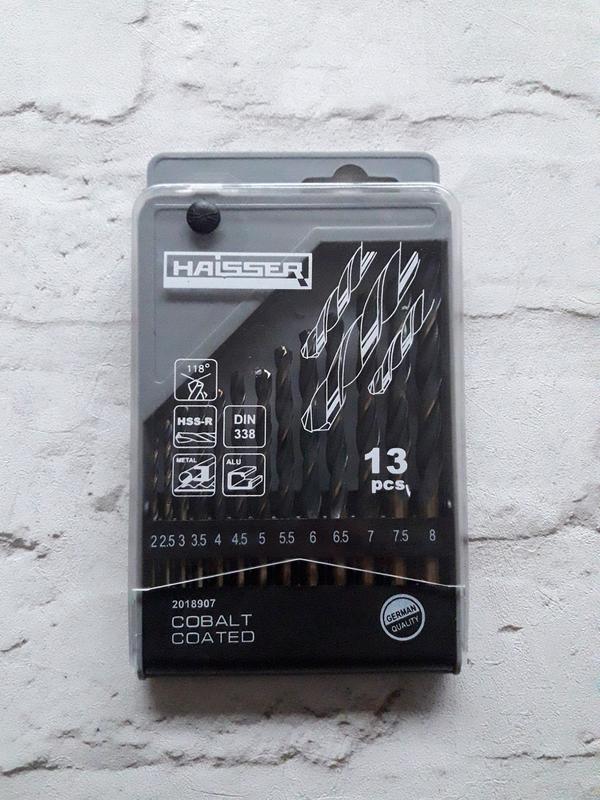 HAISSER
118°
HSS-R
DIN
338
METAL
ALU
13
pcs
2 2.5 3 3.5 4 4.5 5 5.5 6 6.5 7 7.5 8
2018907
COBALT
COATED
GERMAN
QUALITY